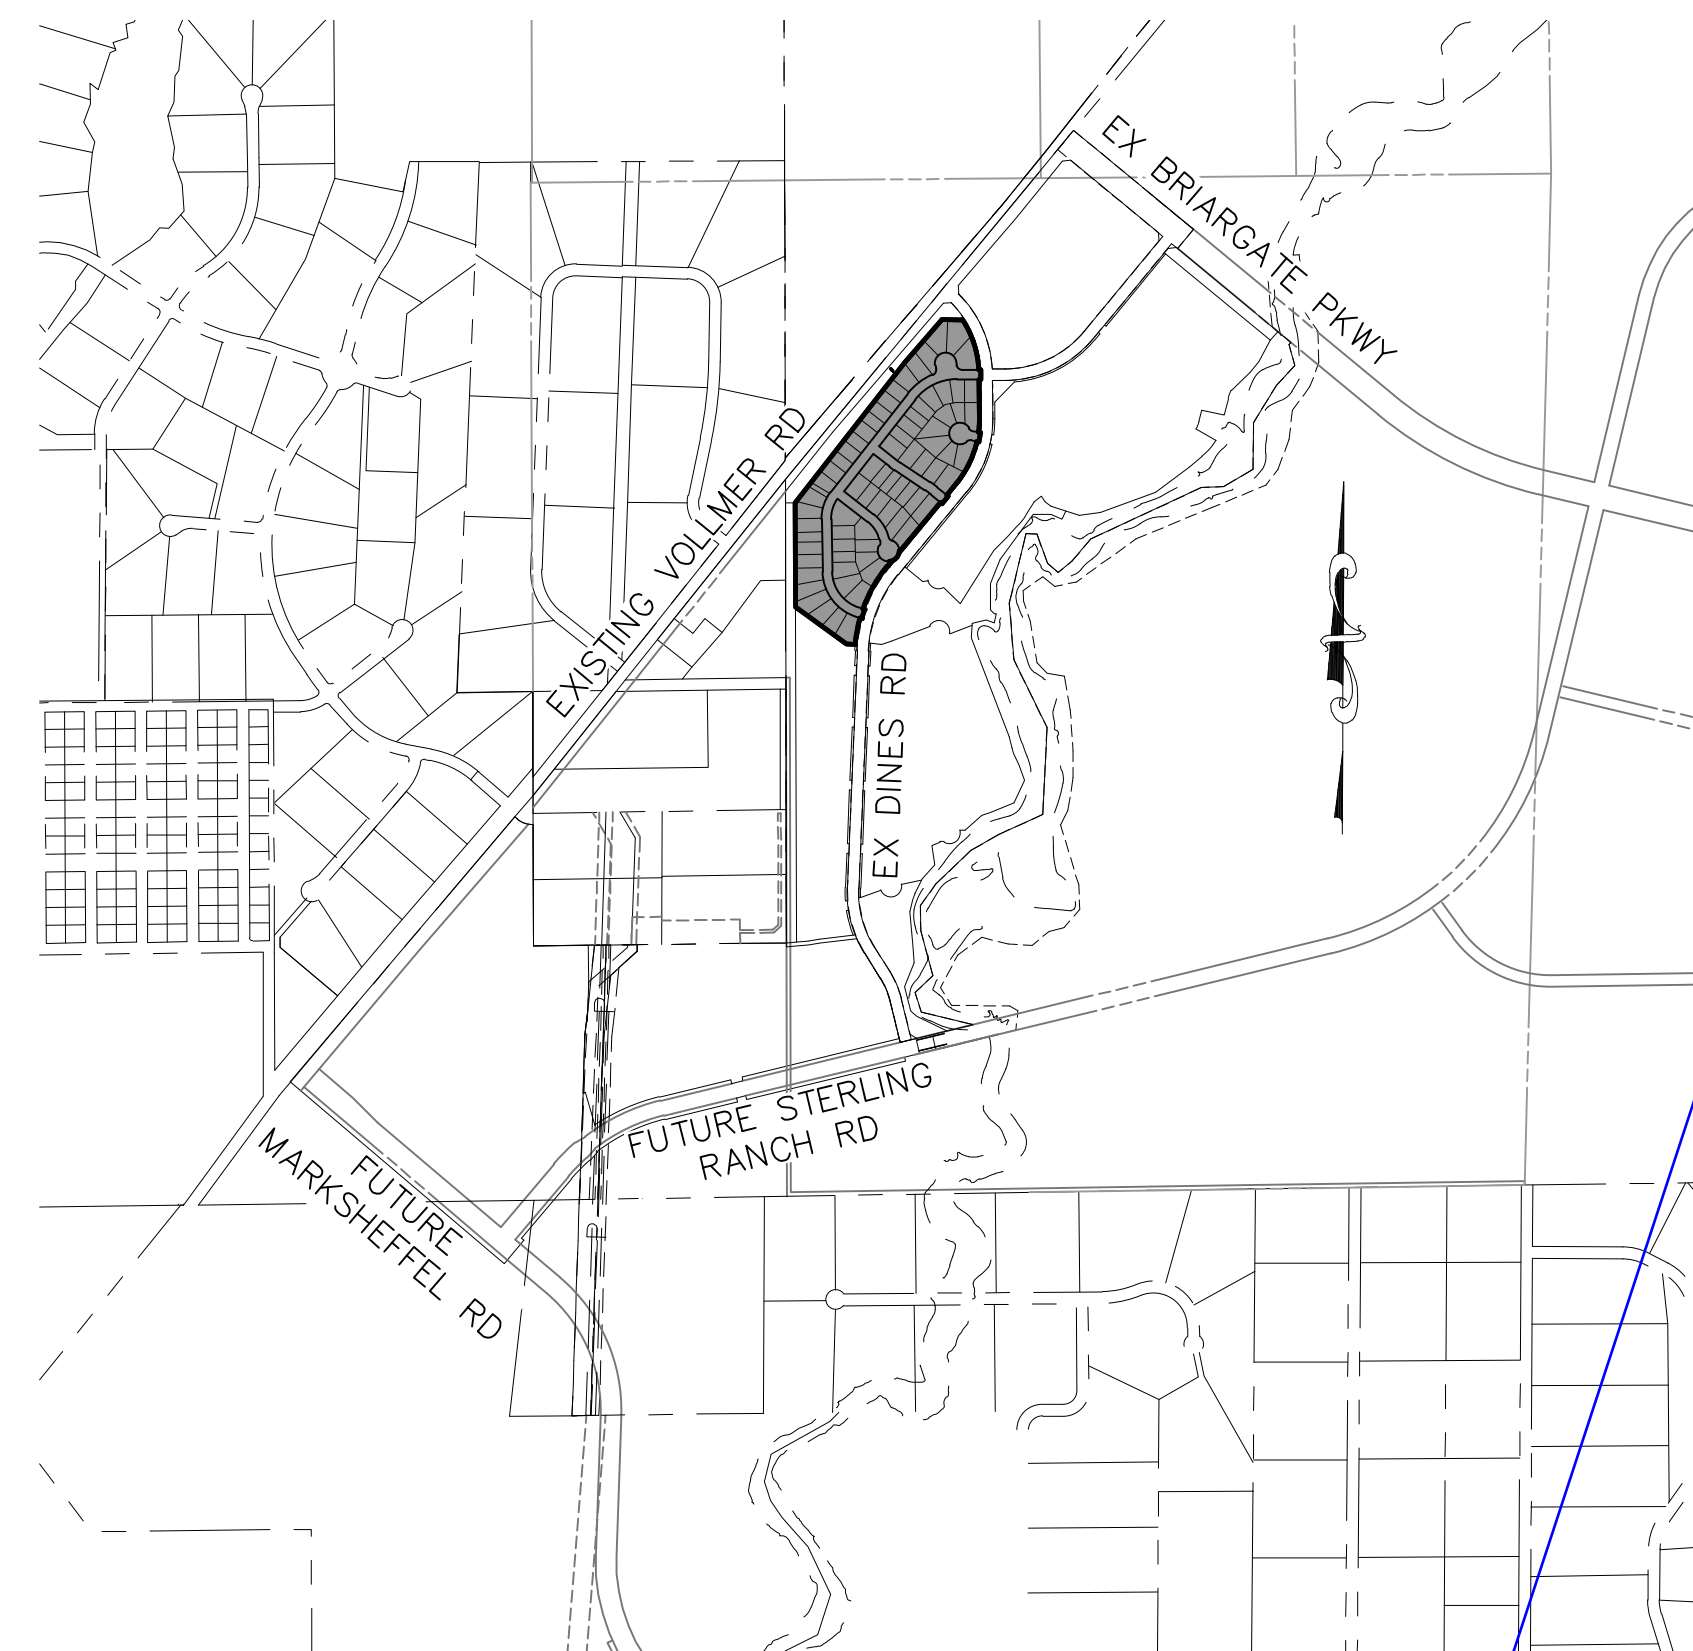 EX BRIARGATE PKWY
EXISTING VOLLMER RD
EX DINES RD
FUTURE STERLING
RANCH RD
FUTURE
MARKSHEFFEL RD